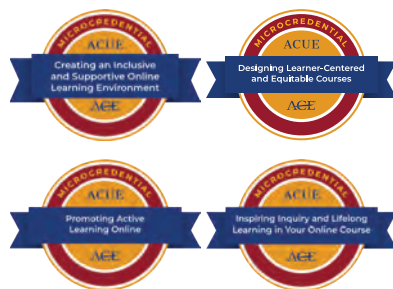 MICROCREDENTIAL
ACUE
Creating an Inclusive
and Supportive Online
Learning Environment
ACE
MICROCREDENTIAL
ACUE
Designing Learner-Centered
and Equitable Courses
ACE
MICROCREDENTIAL
ACUE
Promoting Active
Learning Online
ACE
MICROCREDENTIAL
ACUE
Inspiring Inquiry and Lifelong
Learning in Your Online Course
ACE